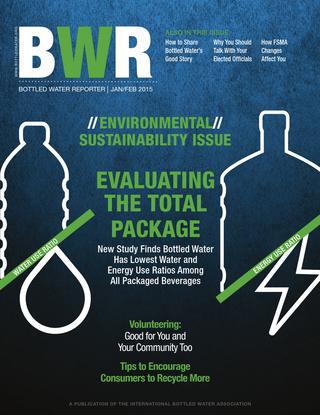 WWW.BOTTLEDWATER.ORG
BWR
BOTTLED WATER REPORTER | JAN/FEB 2015
ALSO IN THIS ISSUE
How to Share
Bottled Water's
Good Story
Why You Should
Talk With Your
Elected Officials
How FSMA
Changes
Affect You
//ENVIRONMENTAL//
SUSTAINABILITY ISSUE
EVALUATING
THE TOTAL
PACKAGE
New Study Finds Bottled Water
Has Lowest Water and
Energy Use Ratios Among
All Packaged Beverages
WATER USE RATIO
ENERGY USE RATIO
Volunteering:
Good for You and
Your Community Too
Tips to Encourage
Consumers to Recycle More
A PUBLICATION OF THE INTERNATIONAL BOTTLED WATER ASSOCIATION